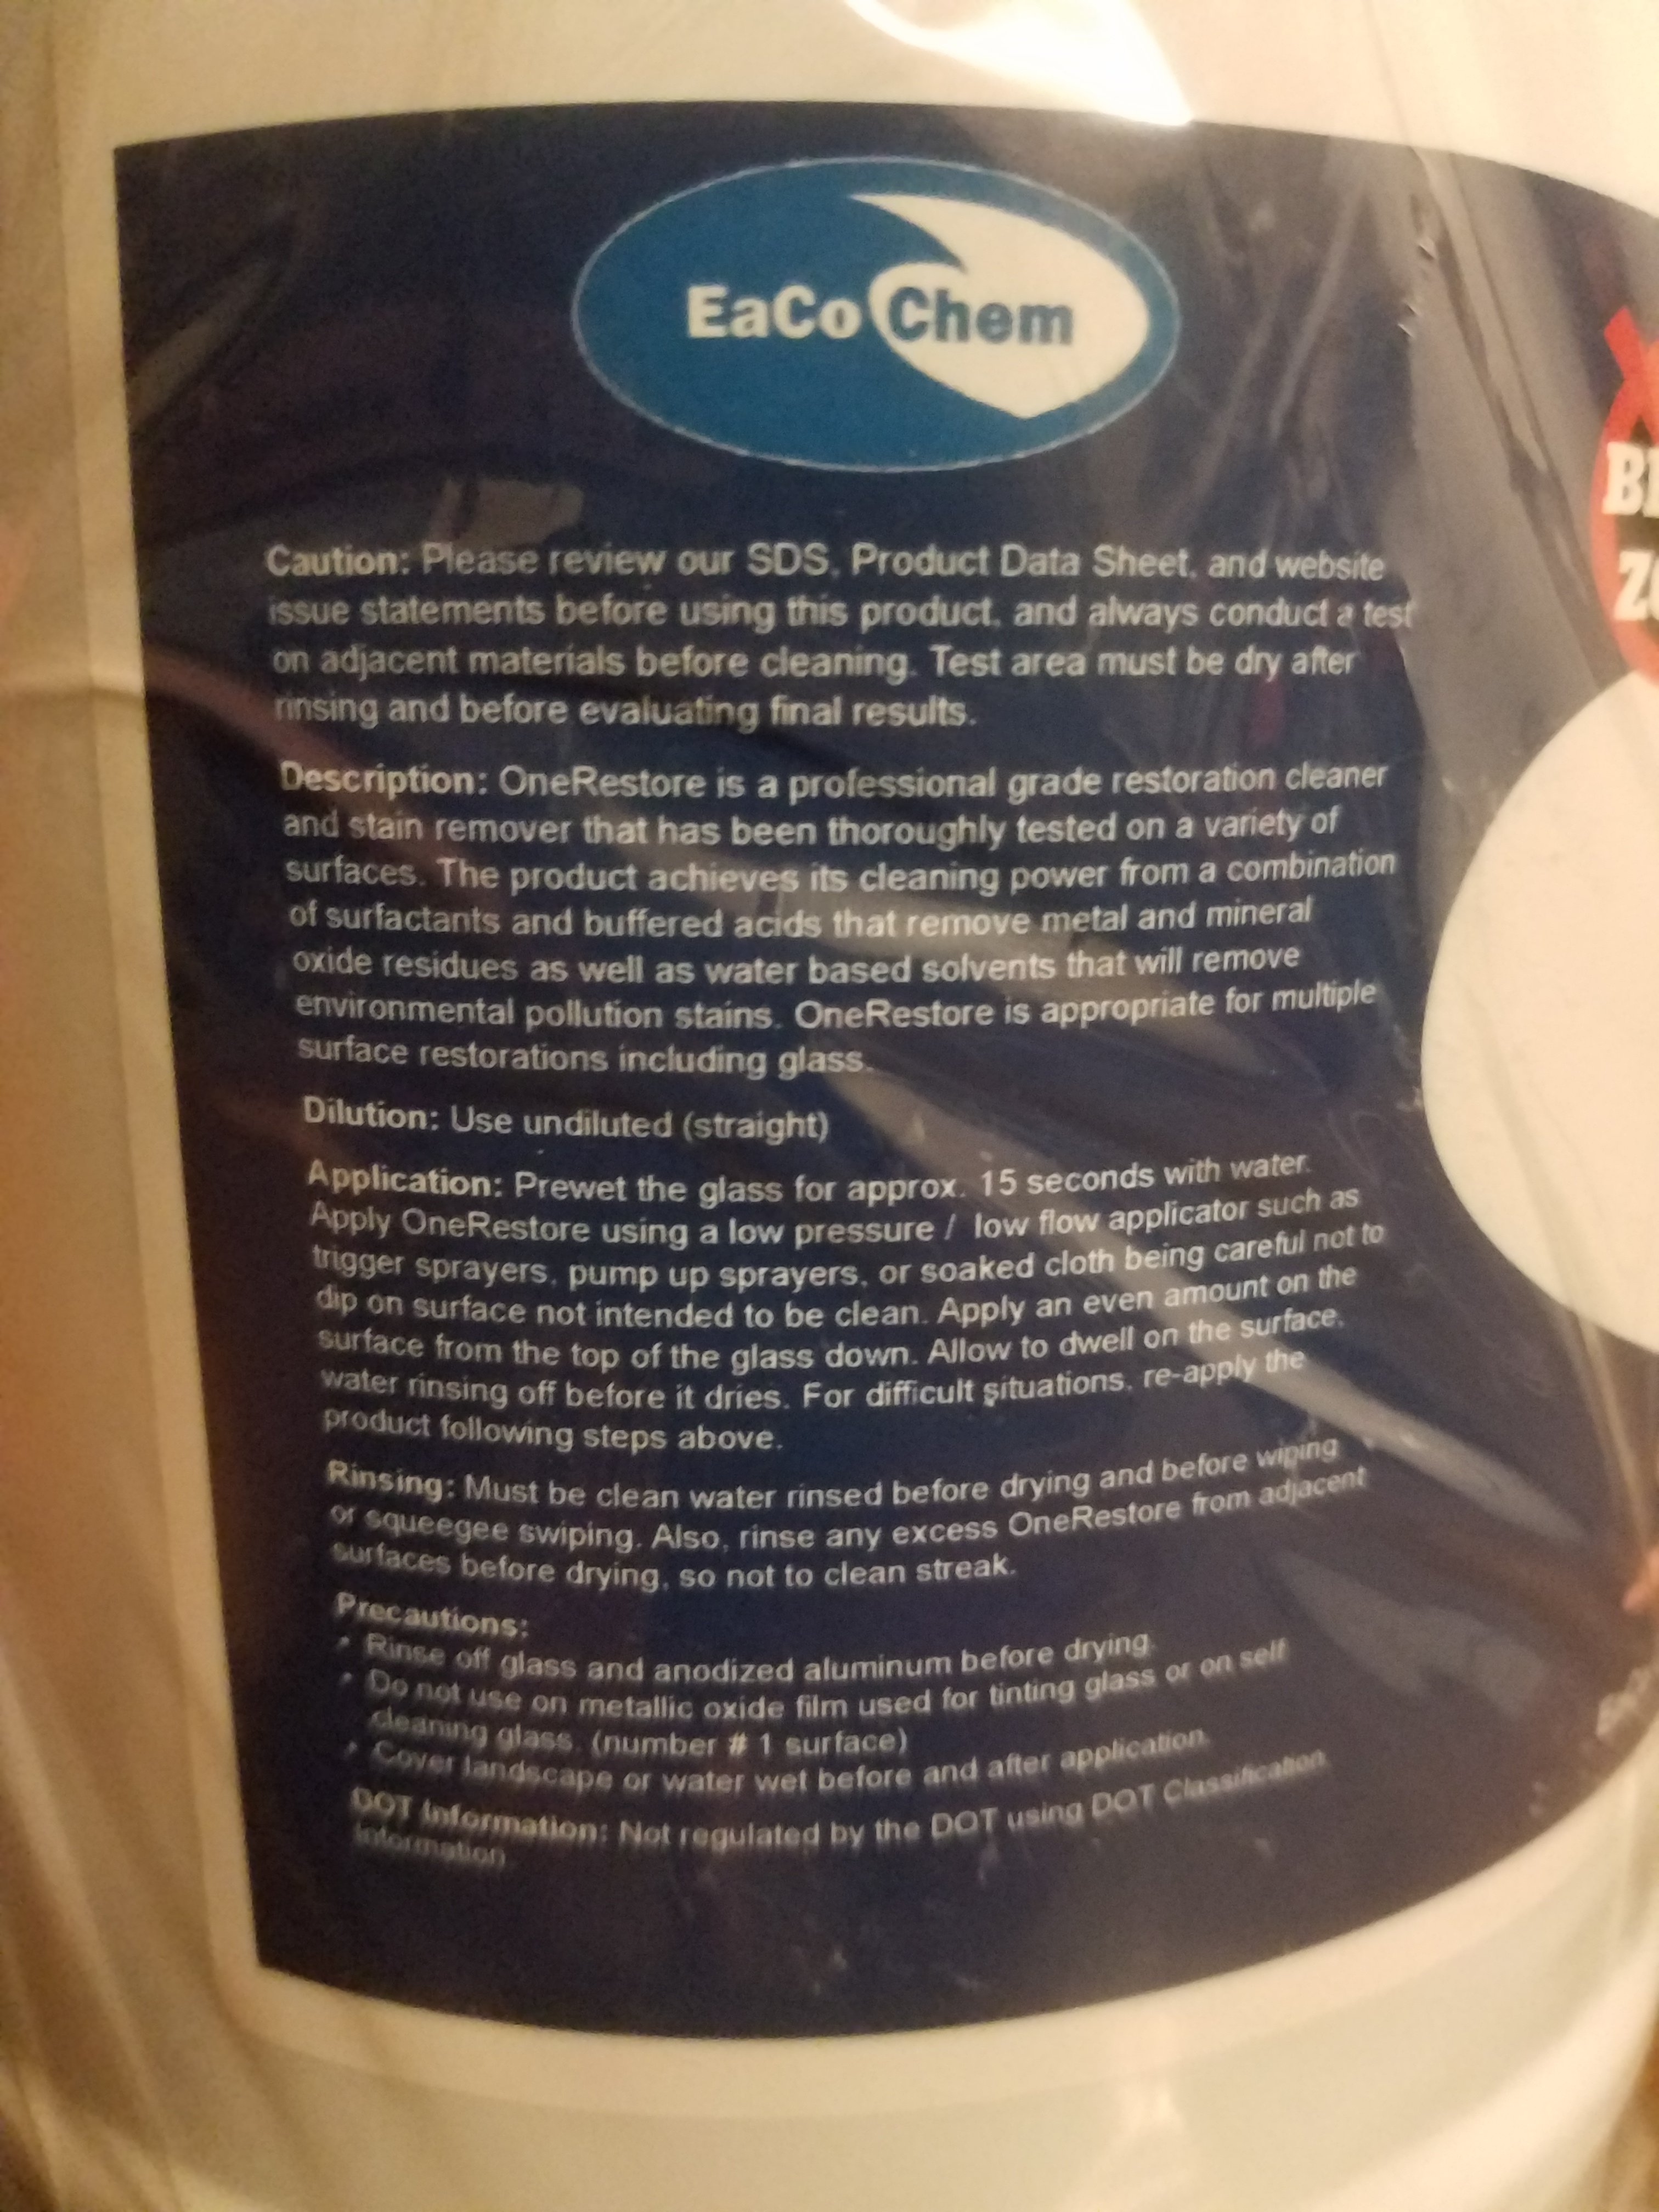 EaCo Chem
Caution: Please review our SDS, Product Data Sheet, and website
issue statements before using this product, and always conduct a test
on adjacent materials before cleaning. Test area must be dry after
rinsing and before evaluating final results.
Description: OneRestore is a professional grade restoration cleaner
and stain remover that has been thoroughly tested on a variety of
surfaces. The product achieves its cleaning power from a combination
of surfactants and buffered acids that remove metal and mineral
oxide residues as well as water based solvents that will remove
environmental pollution stains. OneRestore is appropriate for multiple
surface restorations including glass.
Dilution: Use undiluted (straight)
Application: Prewet the glass for approx. 15 seconds with water.
Apply OneRestore using a low pressure / low flow applicator such as
trigger sprayers, pump up sprayers, or soaked cloth being careful not to
dip on surface not intended to be clean. Apply an even amount on the
surface from the top of the glass down. Allow to dwell on the surface,
water rinsing off before it dries. For difficult situations, re-apply the
product following steps above.
Rinsing: Must be clean water rinsed before drying and before wiping
or squeegee swiping. Also, rinse any excess OneRestore from adjacent
surfaces before drying, so not to clean streak.
Precautions:
• Rinse off glass and anodized aluminum before drying.
• Do not use on metallic oxide film used for tinting glass or on self
cleaning glass. (number # 1 surface)
• Cover landscape or water wet before and after application.
DOT Information: Not regulated by the DOT using DOT Classification
Information